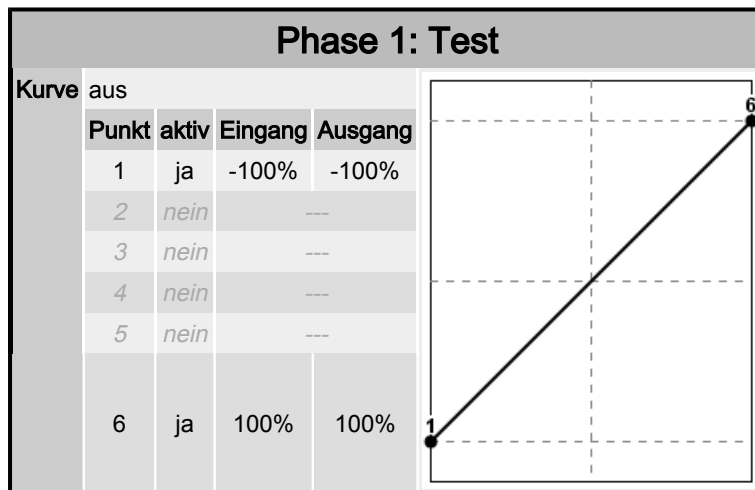 Phase 1: Test
Kurve aus
Punkt aktiv Eingang Ausgang
1 ja -100% -100%
2 nein ---
3 nein ---
4 nein ---
5 nein ---
6 ja 100% 100%
6
1